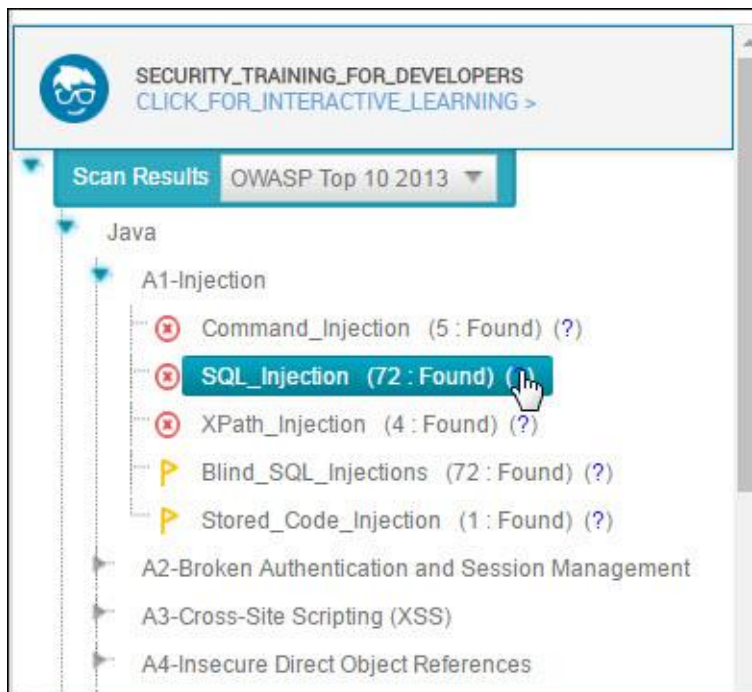 SECURITY_TRAINING_FOR_DEVELOPERS
CLICK_FOR_INTERACTIVE_LEARNING >
Scan Results OWASP Top 10 2013
Java
A1-Injection
Command_Injection (5 : Found) (?)
SQL_Injection (72 : Found)
XPath_Injection (4 : Found) (?)
Blind_SQL_Injections (72 : Found) (?)
Stored_Code_Injection (1 : Found) (?)
A2-Broken Authentication and Session Management
A3-Cross-Site Scripting (XSS)
A4-Insecure Direct Object References